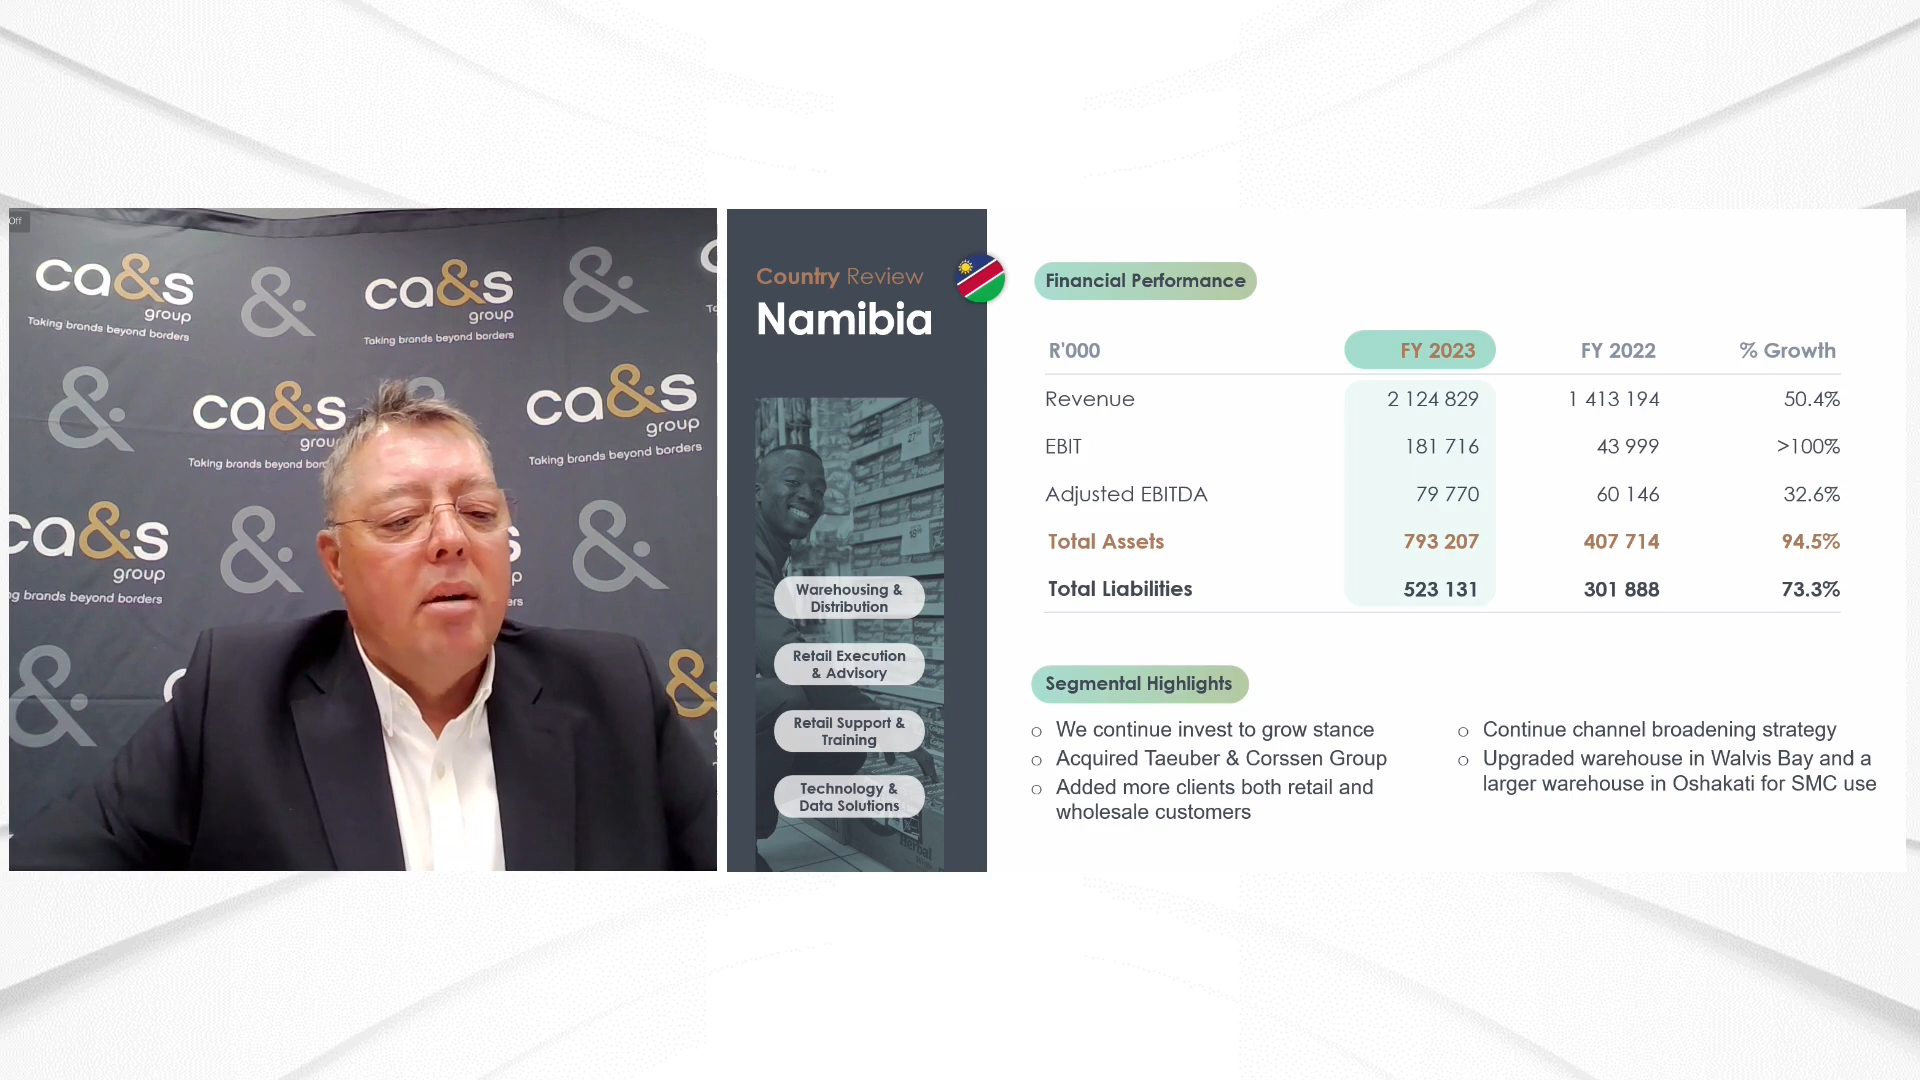 Off
ca&s
group
Taking brands beyond borders
&
ca&s
group
Taking brands beyond borders
&
&
ca&s
group
Taking brands beyond
ca&s
group
Taking brands beyond borders
ca&s
group
brands beyond borders
&
&
&
&
Country Review
Namibia
Warehousing &
Distribution
Retail Execution
& Advisory
Retail Support &
Training
Technology &
Data Solutions
Herbal
Financial Performance
R'000 FY 2023 FY 2022 % Growth
Revenue 2 124 829 1 413 194 50.4%
EBIT 181 716 43 999 >100%
Adjusted EBITDA 79 770 60 146 32.6%
Total Assets 793 207 407 714 94.5%
Total Liabilities 523 131 301 888 73.3%
Segmental Highlights
○ We continue invest to grow stance
○ Acquired Taeuber & Corssen Group
○ Added more clients both retail and
wholesale customers
○ Continue channel broadening strategy
○ Upgraded warehouse in Walvis Bay and a
larger warehouse in Oshakati for SMC use